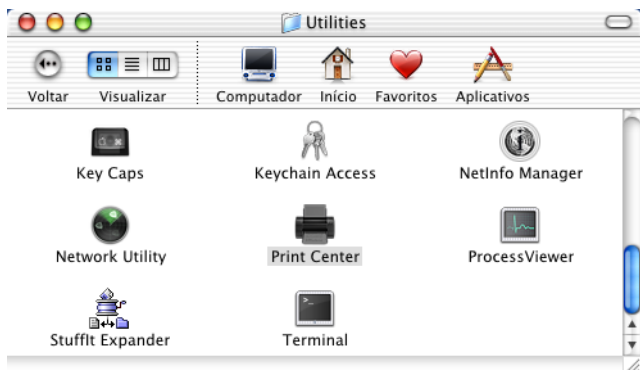 Utilities
Voltar Visualizar Computador Início Favoritos Aplicativos
Key Caps Keychain Access NetInfo Manager
Network Utility Print Center ProcessViewer
StuffIt Expander Terminal